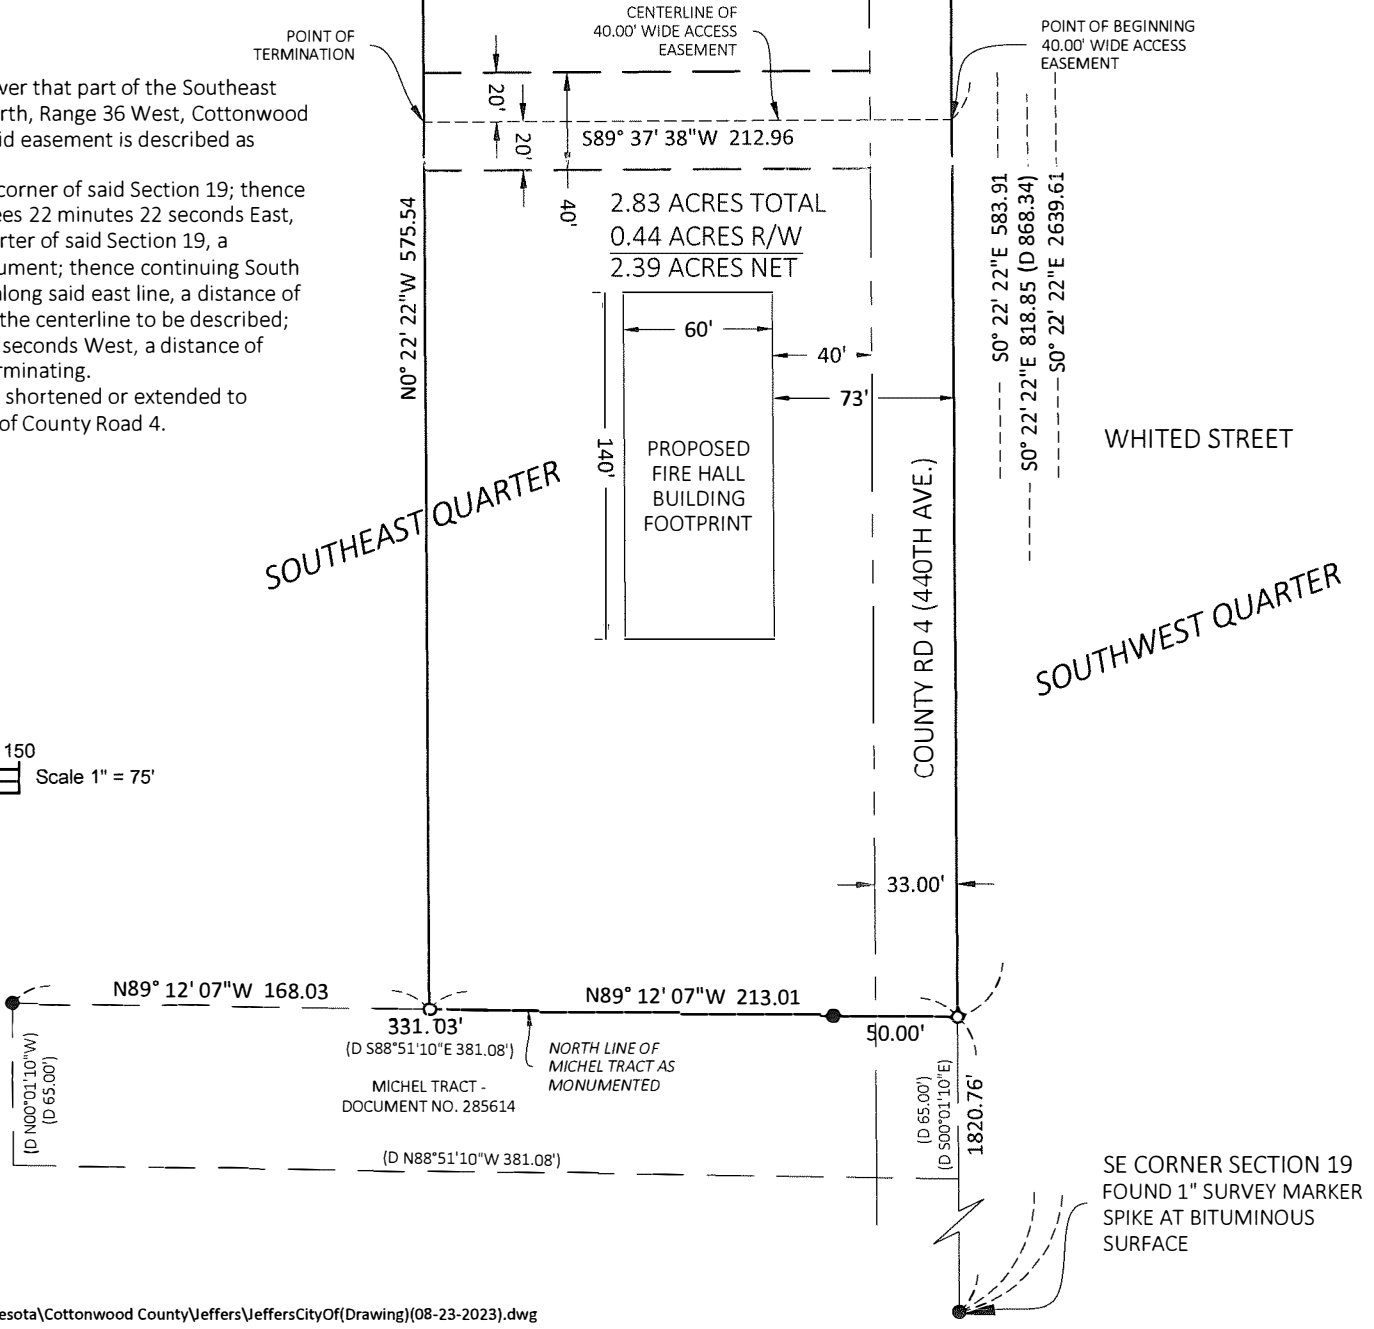 POINT OF
TERMINATION
CENTERLINE OF
40.00' WIDE ACCESS
EASEMENT
POINT OF BEGINNING
40.00' WIDE ACCESS
EASEMENT
ver that part of the Southeast
rth, Range 36 West, Cottonwood
id easement is described as
corner of said Section 19; thence
ees 22 minutes 22 seconds East,
rter of said Section 19, a
ument; thence continuing South
along said east line, a distance of
the centerline to be described;
seconds West, a distance of
rminating.
shortened or extended to
of County Road 4.
20'
20'
40'
S89° 37' 38"W 212.96
N0° 22' 22"W 575.54
2.83 ACRES TOTAL
0.44 ACRES R/W
2.39 ACRES NET
60'
40'
73'
140'
PROPOSED
FIRE HALL
BUILDING
FOOTPRINT
S0° 22' 22"E 583.91
S0° 22' 22"E 818.85 (D 868.34)
S0° 22' 22"E 2639.61
WHITED STREET
SOUTHEAST QUARTER
COUNTY RD 4 (440TH AVE.)
SOUTHWEST QUARTER
150
Scale 1" = 75'
33.00'
N89° 12' 07"W 168.03
N89° 12' 07"W 213.01
331.03'
50.00'
(D S88°51'10"E 381.08')
NORTH LINE OF
MICHEL TRACT AS
MONUMENTED
MICHEL TRACT -
DOCUMENT NO. 285614
(D N00°01'10"W)
(D 65.00')
(D 65.00')
(D S00°01'10"E)
1820.76'
(D N88°51'10"W 381.08')
SE CORNER SECTION 19
FOUND 1" SURVEY MARKER
SPIKE AT BITUMINOUS
SURFACE
esota\Cottonwood County\Jeffers\JeffersCityOf(Drawing)(08-23-2023).dwg